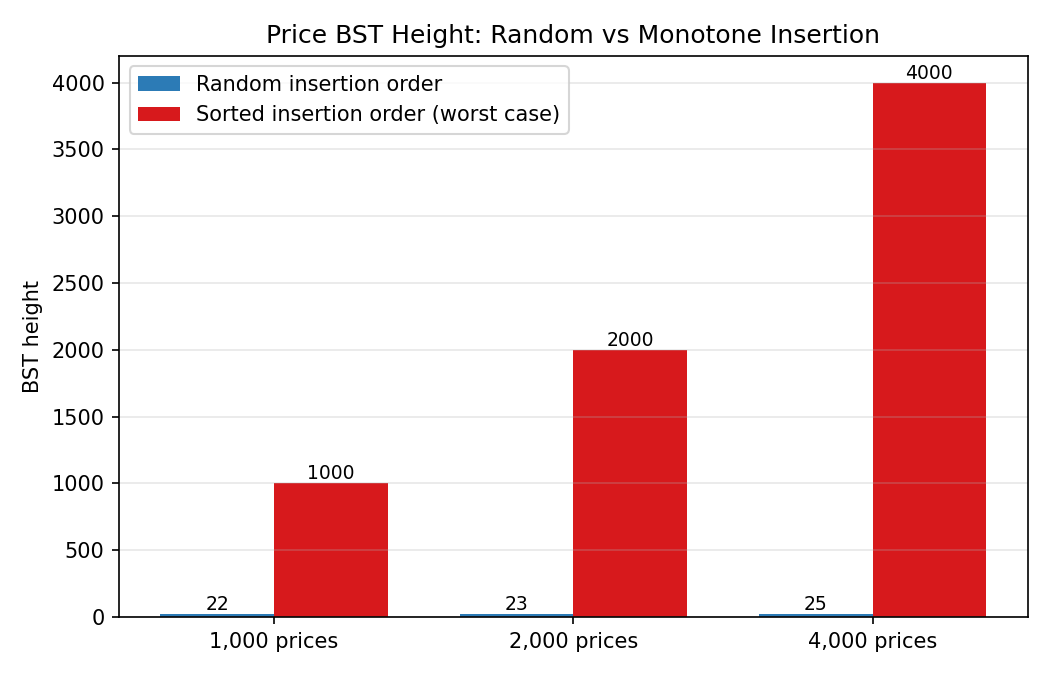 Price BST Height: Random vs Monotone Insertion
Random insertion order
Sorted insertion order (worst case)
BST height
4000
3500
3000
2500
2000
1500
1000
500
0
22
1000
23
2000
25
4000
1,000 prices
2,000 prices
4,000 prices